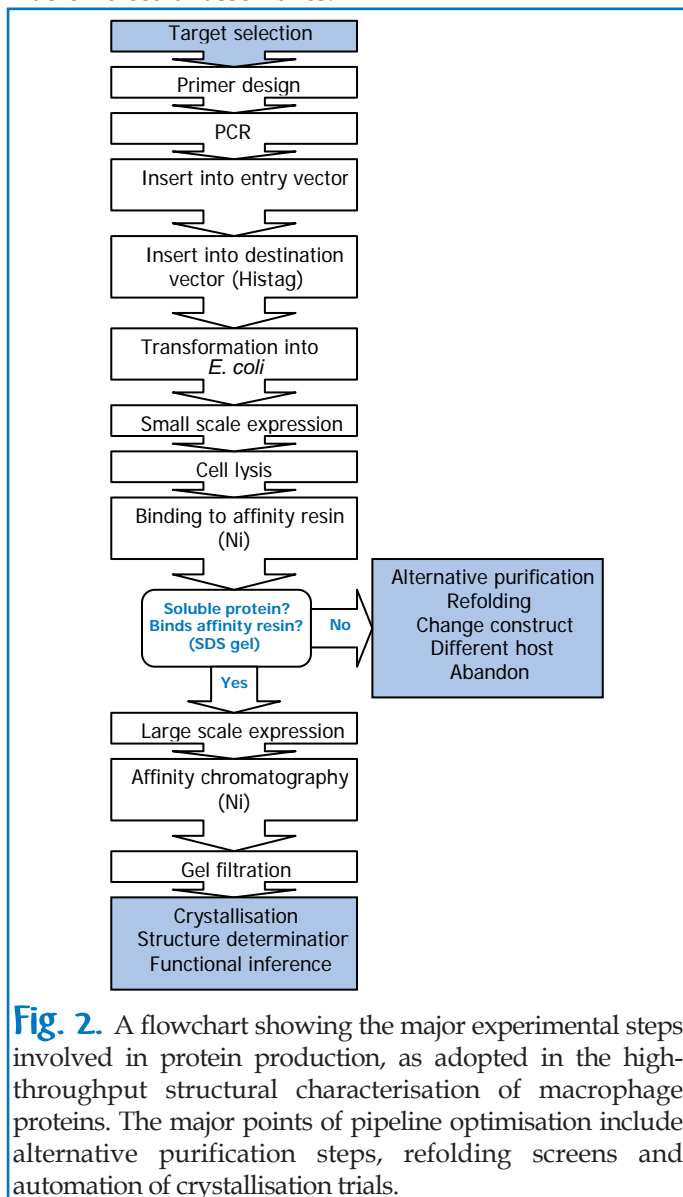 Target selection
Primer design
PCR
Insert into entry vector
Insert into destination
vector (Histag)
Transformation into
E. coli
Small scale expression
Cell lysis
Binding to affinity resin
(Ni)
Soluble protein?
Binds affinity resin?
(SDS gel)
No
Alternative purification
Refolding
Change construct
Different host
Abandon
Yes
Large scale expression
Affinity chromatography
(Ni)
Gel filtration
Crystallisation
Structure determination
Functional inference
Fig. 2. A flowchart showing the major experimental steps
involved in protein production, as adopted in the high-
throughput structural characterisation of macrophage
proteins. The major points of pipeline optimisation include
alternative purification steps, refolding screens and
automation of crystallisation trials.